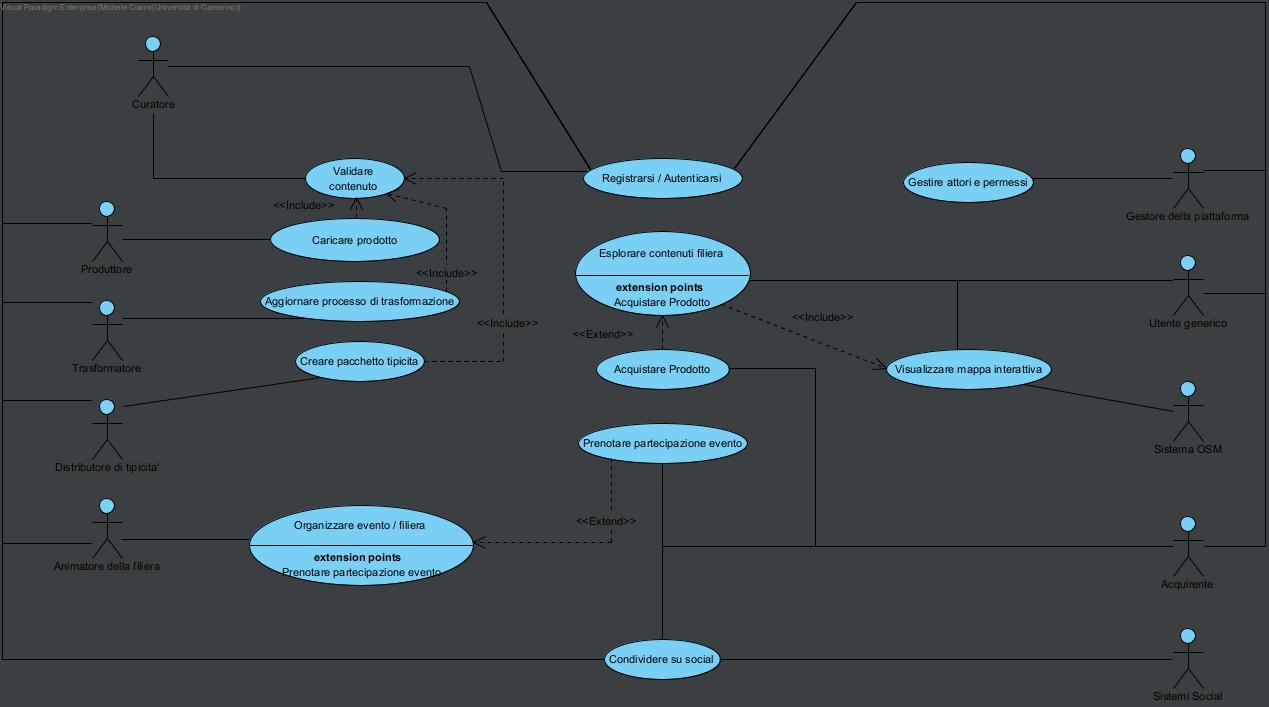 Visual Paradigm Enterprise(Michele Cianni(Università di Camerino))
Curatore
Validare
contenuto
Registrarsi / Autenticarsi
Gestire attori e permessi
<<Include>>
Gestore della piattaforma
Caricare prodotto
Esplorare contenuti filiera
Produttore
<<Include>>
extension points
Acquistare Prodotto
Aggiornare processo di trasformazione
<<Include>>
<<Include>>
Utente generico
<<Extend>>
Trasformatore
Creare pacchetto tipicita
Acquistare Prodotto
Visualizzare mappa interattiva
Prenotare partecipazione evento
Sistema OSM
Distributore di tipicita'
<<Extend>>
Organizzare evento / filiera
extension points
Prenotare partecipazione evento
Animatore della filiera
Acquirente
Condividere su social
Sistemi Social